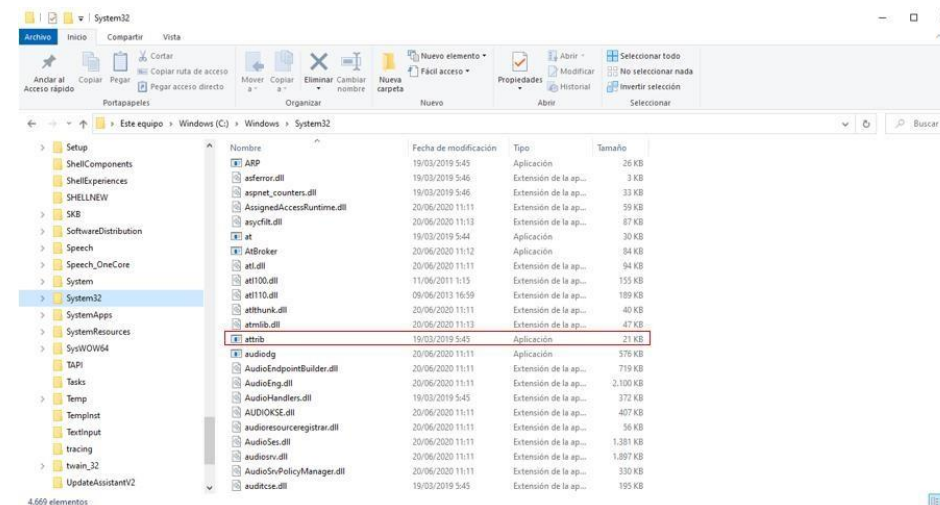 System32
Archivo Inicio Compartir Vista
Anclar al Acceso rápido
Copiar
Pegar
Cortar
Copiar ruta de acceso
Pegar acceso directo
Portapapeles
Mover a
Copiar a
Eliminar
Cambiar nombre
Organizar
Nueva carpeta
Nuevo elemento
Fácil acceso
Nuevo
Propiedades
Abrir
Modificar
Historial
Abrir
Seleccionar todo
No seleccionar nada
Invertir selección
Seleccionar
Este equipo > Windows (C:) > Windows > System32
Buscar
Setup
ShellComponents
ShellExperiences
SHELLNEW
SKB
SoftwareDistribution
Speech
Speech_OneCore
System
System32
SystemApps
SystemResources
SysWOW64
TAPI
Tasks
Temp
TempInst
TextInput
tracing
twain_32
UpdateAssistantV2
Nombre Fecha de modificación Tipo Tamaño
ARP 19/03/2019 5:45 Aplicación 26 KB
asferror.dll 19/03/2019 5:46 Extensión de la ap... 3 KB
aspnet_counters.dll 19/03/2019 5:46 Extensión de la ap... 33 KB
AssignedAccessRuntime.dll 20/06/2020 11:11 Extensión de la ap... 59 KB
asycfilt.dll 20/06/2020 11:13 Extensión de la ap... 87 KB
at 19/03/2019 5:44 Aplicación 30 KB
AtBroker 20/06/2020 11:12 Aplicación 84 KB
atl.dll 20/06/2020 11:11 Extensión de la ap... 94 KB
atl100.dll 11/06/2011 1:15 Extensión de la ap... 155 KB
atl110.dll 09/06/2013 16:59 Extensión de la ap... 189 KB
atlthunk.dll 20/06/2020 11:11 Extensión de la ap... 40 KB
atmlib.dll 20/06/2020 11:13 Extensión de la ap... 47 KB
attrib 19/03/2019 5:45 Aplicación 21 KB
audiodg 20/06/2020 11:11 Aplicación 576 KB
AudioEndpointBuilder.dll 20/06/2020 11:11 Extensión de la ap... 719 KB
AudioEng.dll 20/06/2020 11:11 Extensión de la ap... 2.100 KB
AudioHandlers.dll 19/03/2019 5:45 Extensión de la ap... 372 KB
AUDIOKSE.dll 20/06/2020 11:11 Extensión de la ap... 407 KB
audioresourceregistrar.dll 20/06/2020 11:11 Extensión de la ap... 56 KB
AudioSes.dll 20/06/2020 11:11 Extensión de la ap... 1.381 KB
audiosrv.dll 20/06/2020 11:11 Extensión de la ap... 1.897 KB
AudioSrvPolicyManager.dll 20/06/2020 11:11 Extensión de la ap... 330 KB
auditcse.dll 19/03/2019 5:45 Extensión de la ap... 195 KB
4.669 elementos